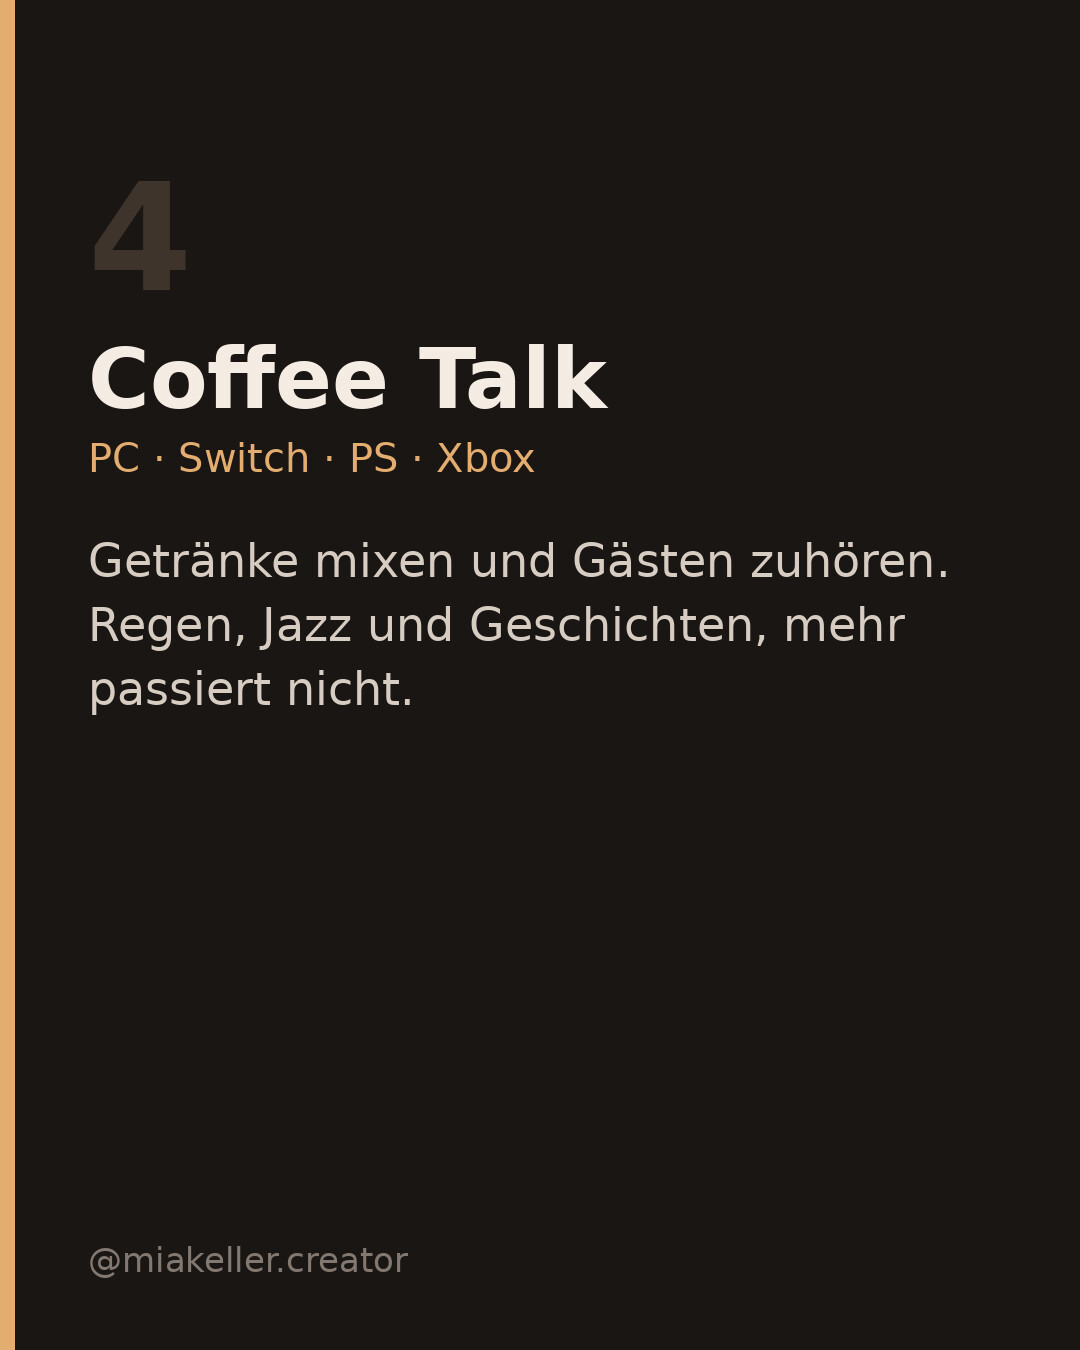 4
Coffee Talk
PC · Switch · PS · Xbox
Getränke mixen und Gästen zuhören.
Regen, Jazz und Geschichten, mehr
passiert nicht.
@miakeller.creator